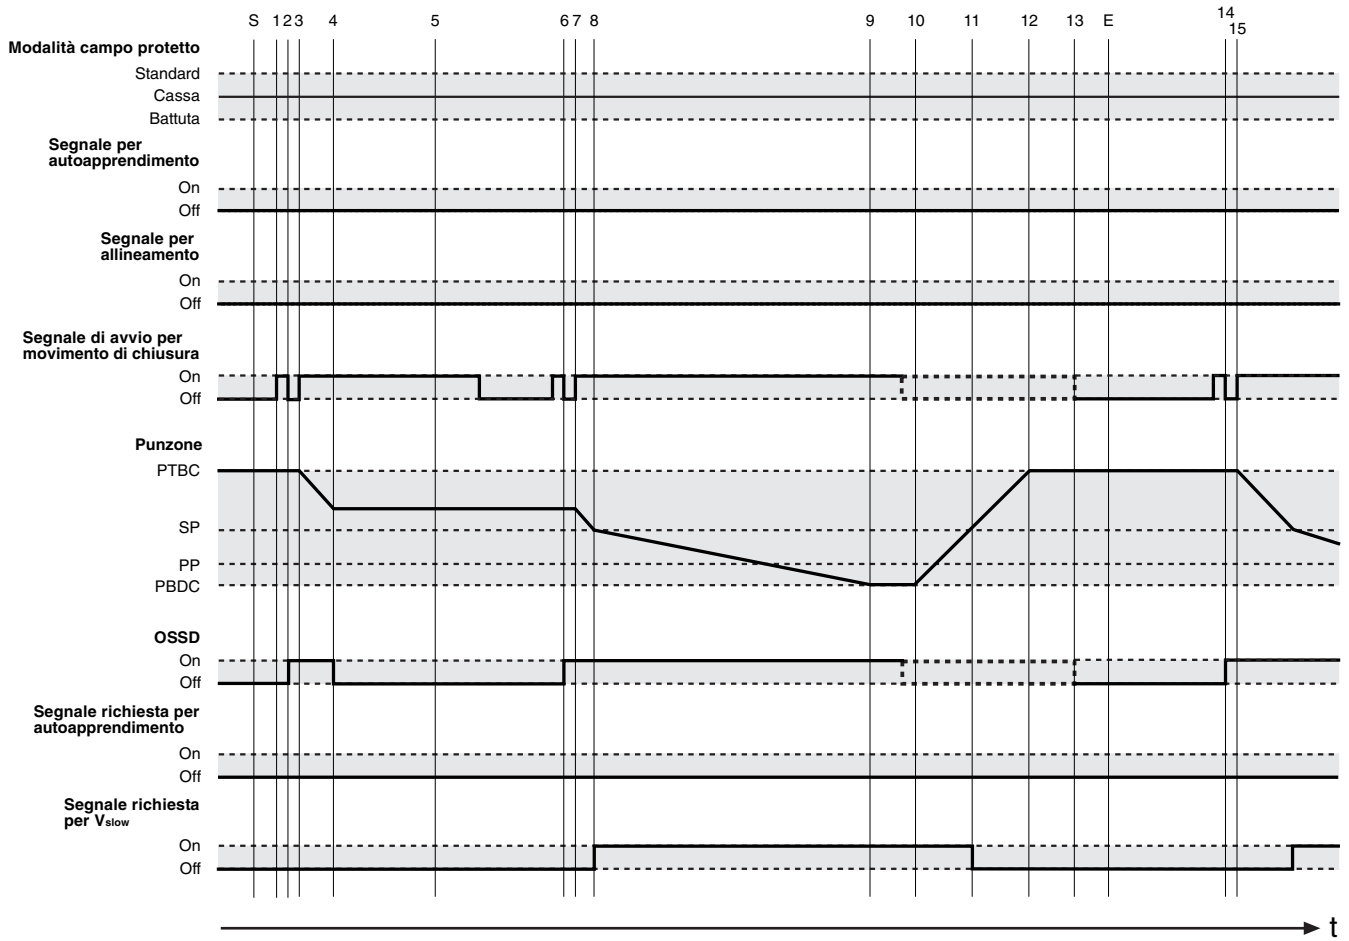 S 1 2 3 4 5 6 7 8 9 10 11 12 13 E 14 15
Modalità campo protetto
Standard
Cassa
Battuta
Segnale per
autoapprendimento
On
Off
Segnale per
allineamento
On
Off
Segnale di avvio per
movimento di chiusura
On
Off
Punzone
PTBC
SP
PP
PBDC
OSSD
On
Off
Segnale richiesta per
autoapprendimento
On
Off
Segnale richiesta
per Vslow
On
Off
t